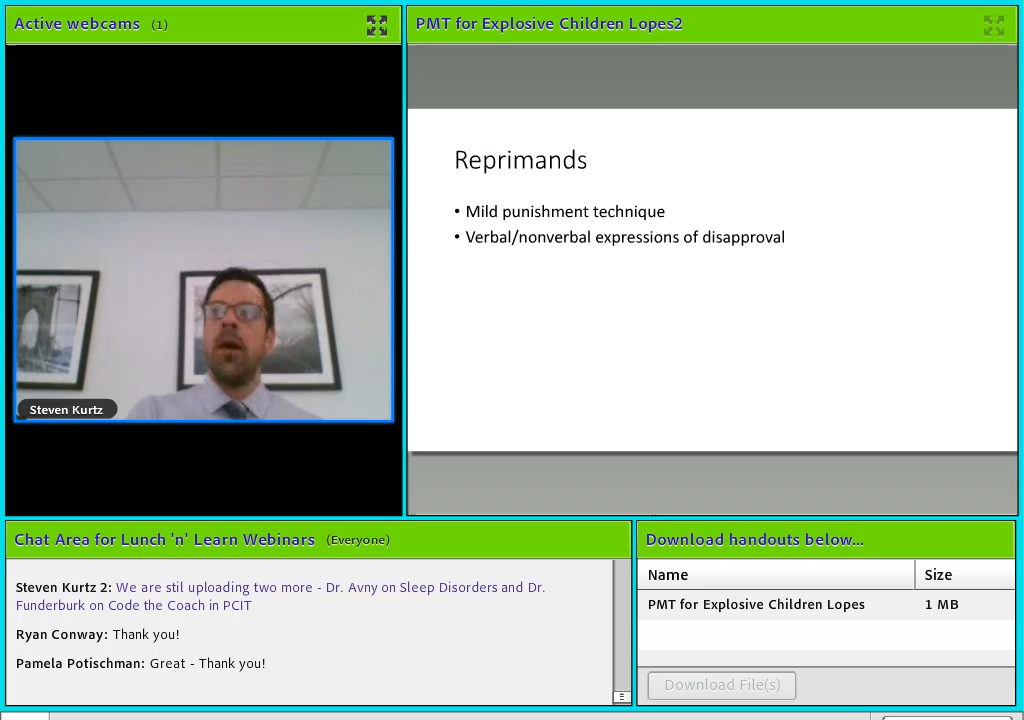 Active webcams (1)
PMT for Explosive Children Lopes2
Reprimands
• Mild punishment technique
• Verbal/nonverbal expressions of disapproval
Steven Kurtz
Chat Area for Lunch 'n' Learn Webinars (Everyone)
Steven Kurtz 2: We are stil uploading two more - Dr. Avny on Sleep Disorders and Dr.
Funderburk on Code the Coach in PCIT
Ryan Conway: Thank you!
Pamela Potischman: Great - Thank you!
Download handouts below...
Name Size
PMT for Explosive Children Lopes 1 MB
Download File(s)